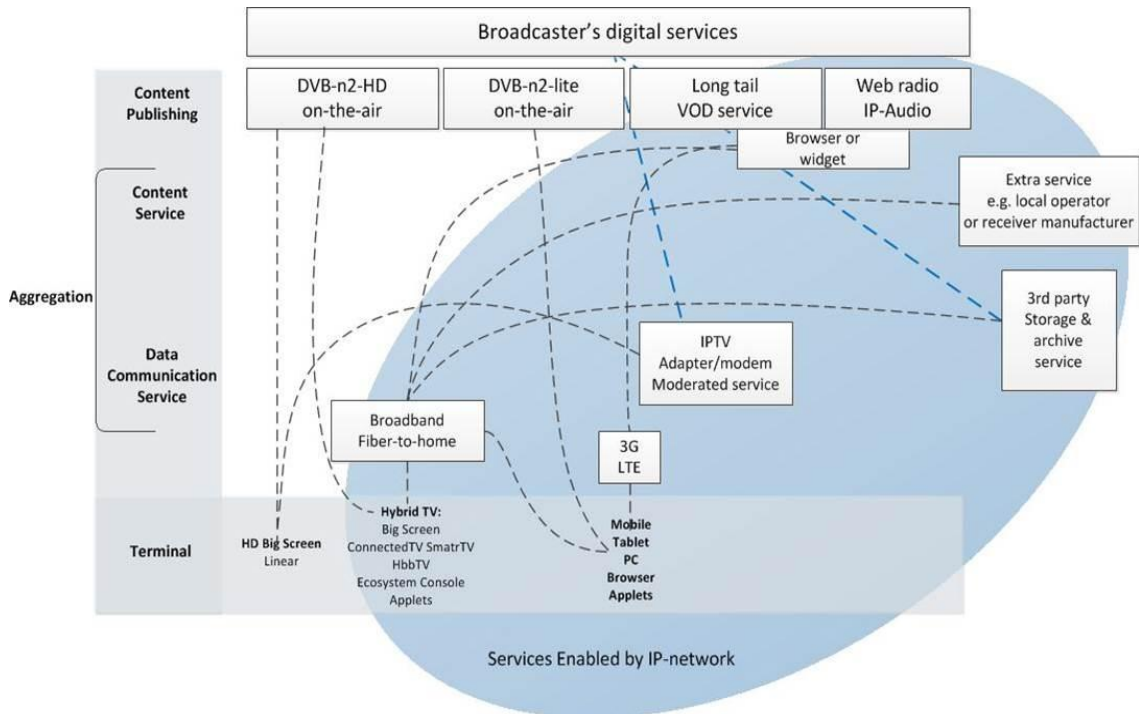 Broadcaster's digital services
Content
Publishing
DVB-n2-HD
on-the-air
DVB-n2-lite
on-the-air
Long tail
VOD service
Web radio
IP-Audio
Browser or
widget
Content
Service
Extra service
e.g. local operator
or receiver manufacturer
Aggregation
3rd party
Storage &
archive
service
Data
Communication
Service
IPTV
Adapter/modem
Moderated service
Broadband
Fiber-to-home
3G
LTE
Terminal
HD Big Screen
Linear
Hybrid TV:
Big Screen
ConnectedTV SmatrTV
HbbTV
Ecosystem Console
Applets
Mobile
Tablet
PC
Browser
Applets
Services Enabled by IP-network